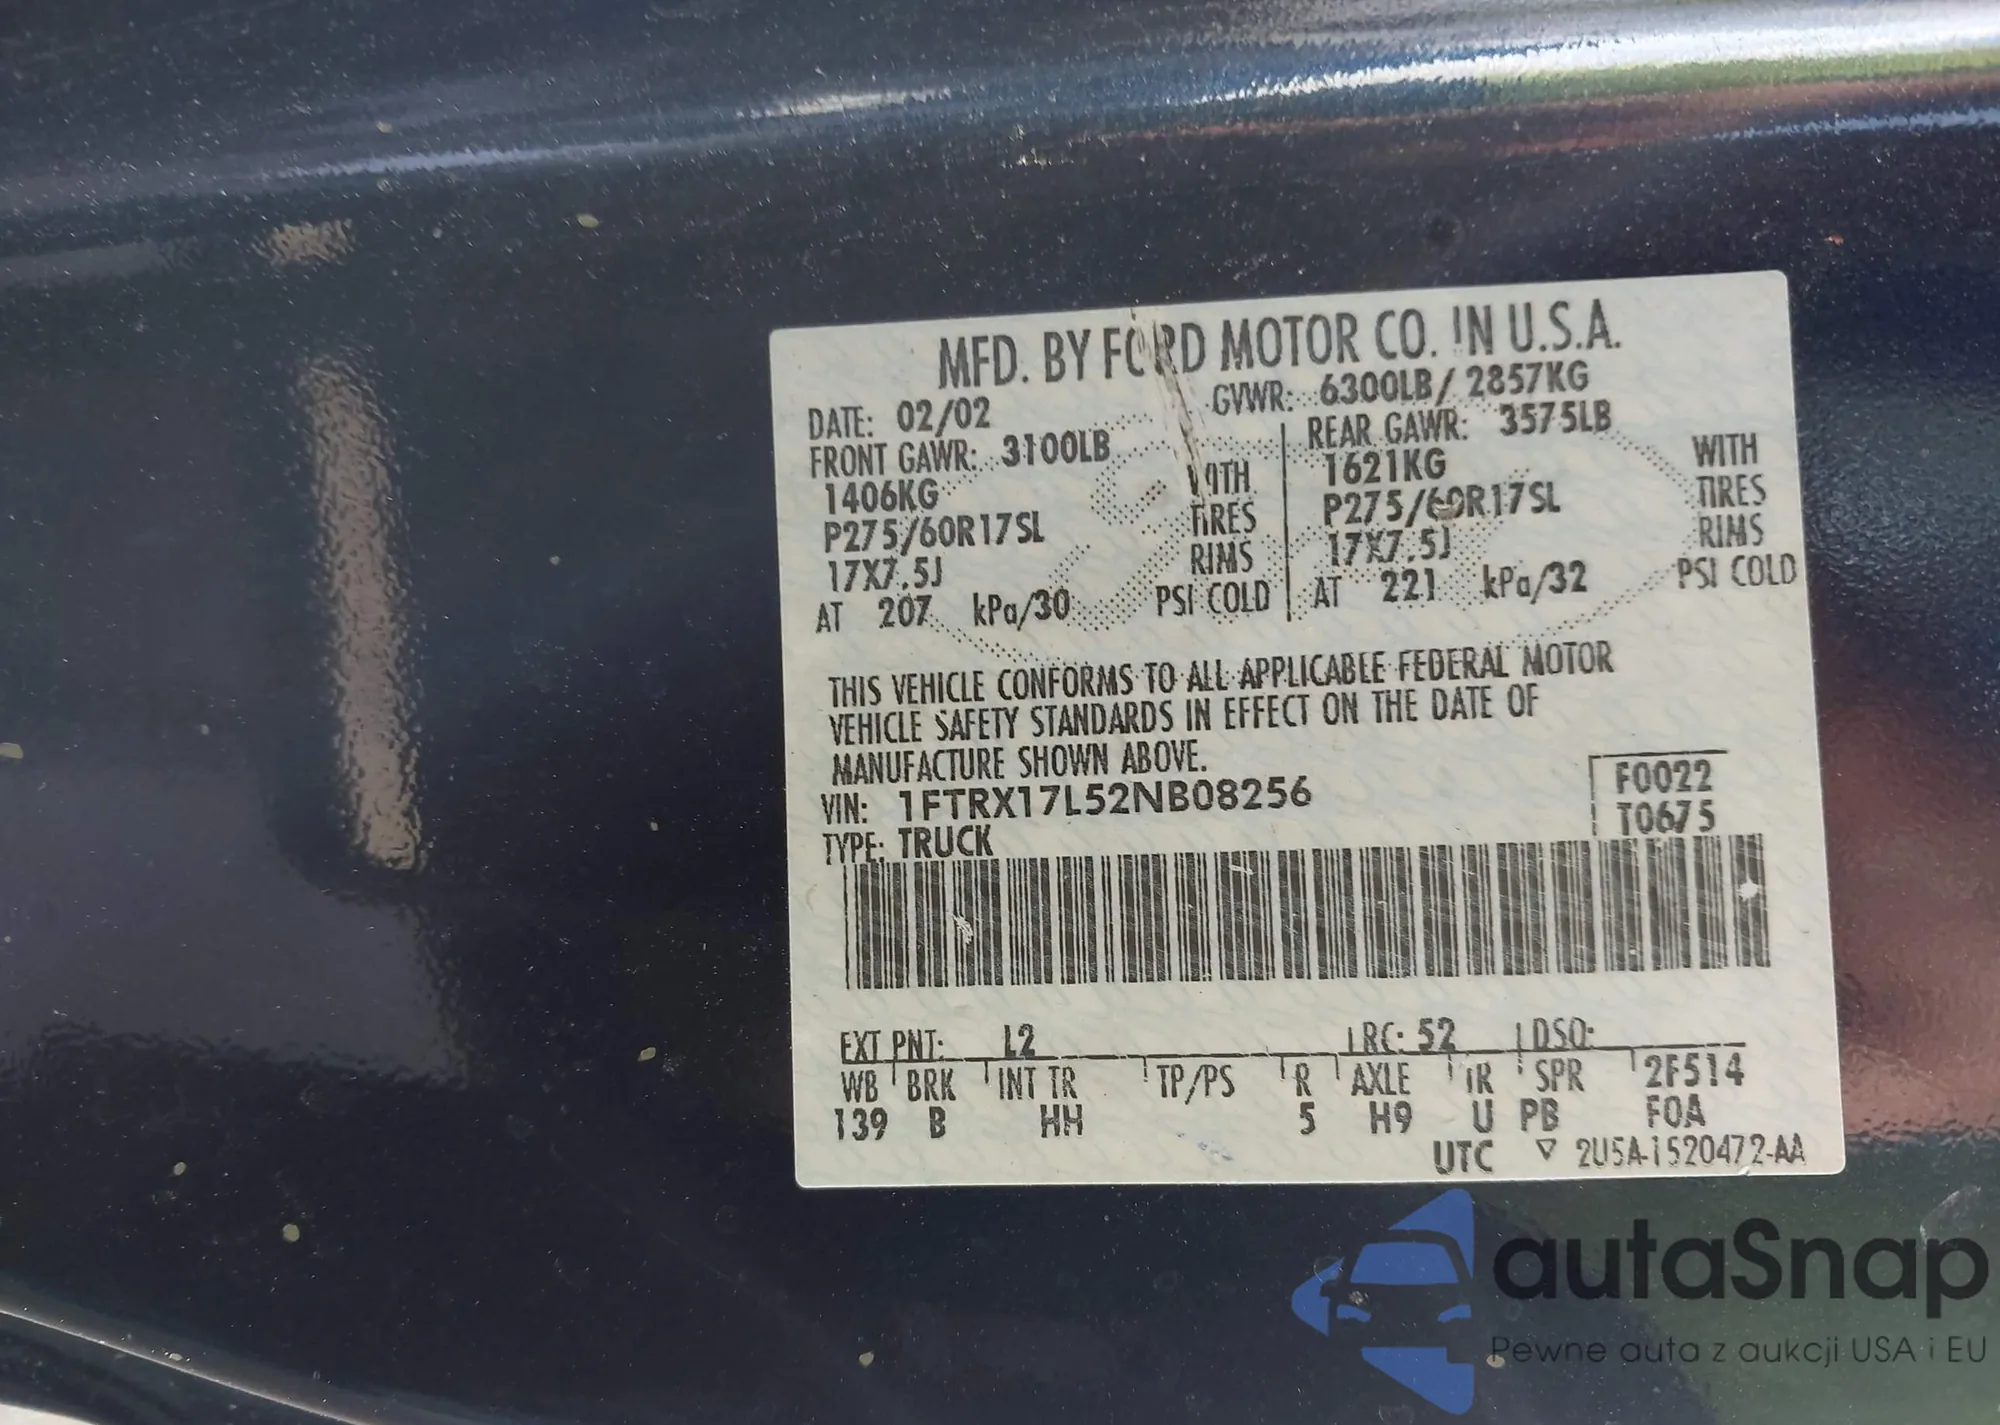 MFD. BY FORD MOTOR CO. IN U.S.A.
DATE: 02/02 GVWR: 6300LB/ 2857KG
FRONT GAWR: 3100LB REAR GAWR: 3575LB
1406KG WITH 1621KG WITH
P275/60R17SL TIRES P275/60R17SL TIRES
17X7.5J RIMS 17X7.5J RIMS
AT 207 kPa/30 PSI COLD AT 221 kPa/32 PSI COLD
THIS VEHICLE CONFORMS TO ALL APPLICABLE FEDERAL MOTOR
VEHICLE SAFETY STANDARDS IN EFFECT ON THE DATE OF
MANUFACTURE SHOWN ABOVE.
VIN: 1FTRX17L52NB08256 F0022
TYPE: TRUCK T0675
EXT PNT: L2 RC: 52 DSO:
WB BRK INT TR TP/PS R AXLE TR SPR 2F514
139 B HH 5 H9 U PB F0A
UTC ▽ 2U5A-1520472-AA
autaSnap
Pewne auta z aukcji USA i EU